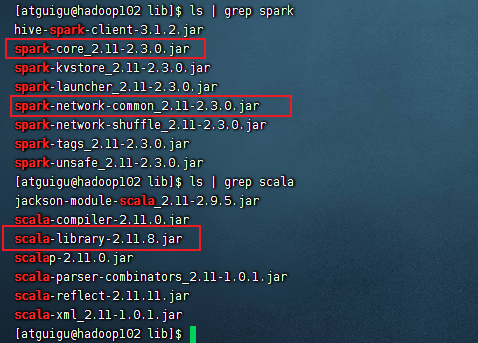 [atguigu@hadoop102 lib]$ ls | grep spark
hive-spark-client-3.1.2.jar
spark-core_2.11-2.3.0.jar
spark-kvstore_2.11-2.3.0.jar
spark-launcher_2.11-2.3.0.jar
spark-network-common_2.11-2.3.0.jar
spark-network-shuffle_2.11-2.3.0.jar
spark-tags_2.11-2.3.0.jar
spark-unsafe_2.11-2.3.0.jar
[atguigu@hadoop102 lib]$ ls | grep scala
jackson-module-scala_2.11-2.9.5.jar
scala-compiler-2.11.0.jar
scala-library-2.11.8.jar
scalap-2.11.0.jar
scala-parser-combinators_2.11-1.0.1.jar
scala-reflect-2.11.11.jar
scala-xml_2.11-1.0.1.jar
[atguigu@hadoop102 lib]$